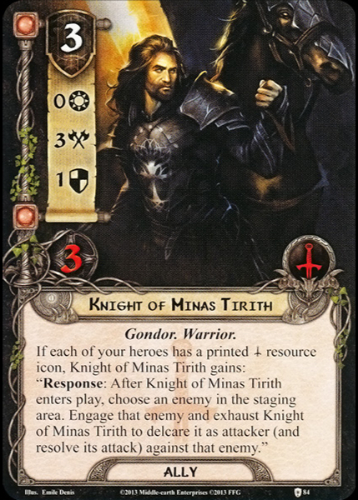 3
0
3
1
3
KNIGHT OF MINAS TIRITH
Gondor. Warrior.
If each of your heroes has a printed resource
icon, Knight of Minas Tirith gains:
"Response: After Knight of Minas Tirith
enters play, choose an enemy in the staging
area. Engage that enemy and exhaust Knight
of Minas Tirith to delcare it as attacker (and
resolve its attack) against that enemy."
ALLY
Illus. Emile Denis ©2013 Middle-earth Enterprises ©2013 FFG 84